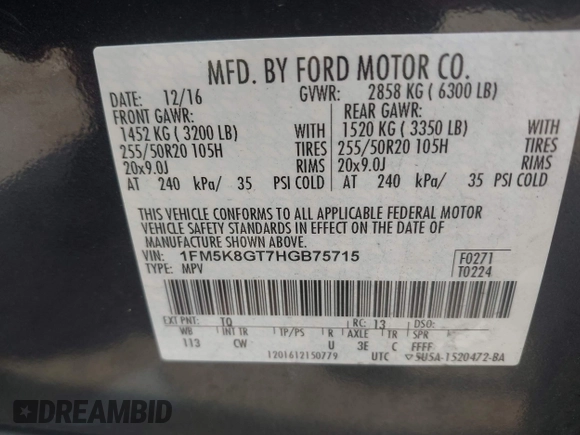 MFD. BY FORD MOTOR CO.
DATE: 12/16 GVWR: 2858 KG ( 6300 LB)
FRONT GAWR: REAR GAWR:
1452 KG ( 3200 LB) WITH 1520 KG ( 3350 LB) WITH
255/50R20 105H TIRES 255/50R20 105H TIRES
20x9.0J RIMS 20x9.0J RIMS
AT 240 kPa/ 35 PSI COLD AT 240 kPa/ 35 PSI COLD
THIS VEHICLE CONFORMS TO ALL APPLICABLE FEDERAL MOTOR
VEHICLE SAFETY STANDARDS IN EFFECT ON THE DATE OF
MANUFACTURE SHOWN ABOVE.
VIN: 1FM5K8GT7HGB75715 F0271
TYPE: MPV T0224
EXT PNT: TQ RC: 13 DSO:
WB INT TR TP/PS R AXLE TR SPR
113 CW U 3E C FFFF
1201612150779 UTC 5U5A-1520472-BA
DREAMBID